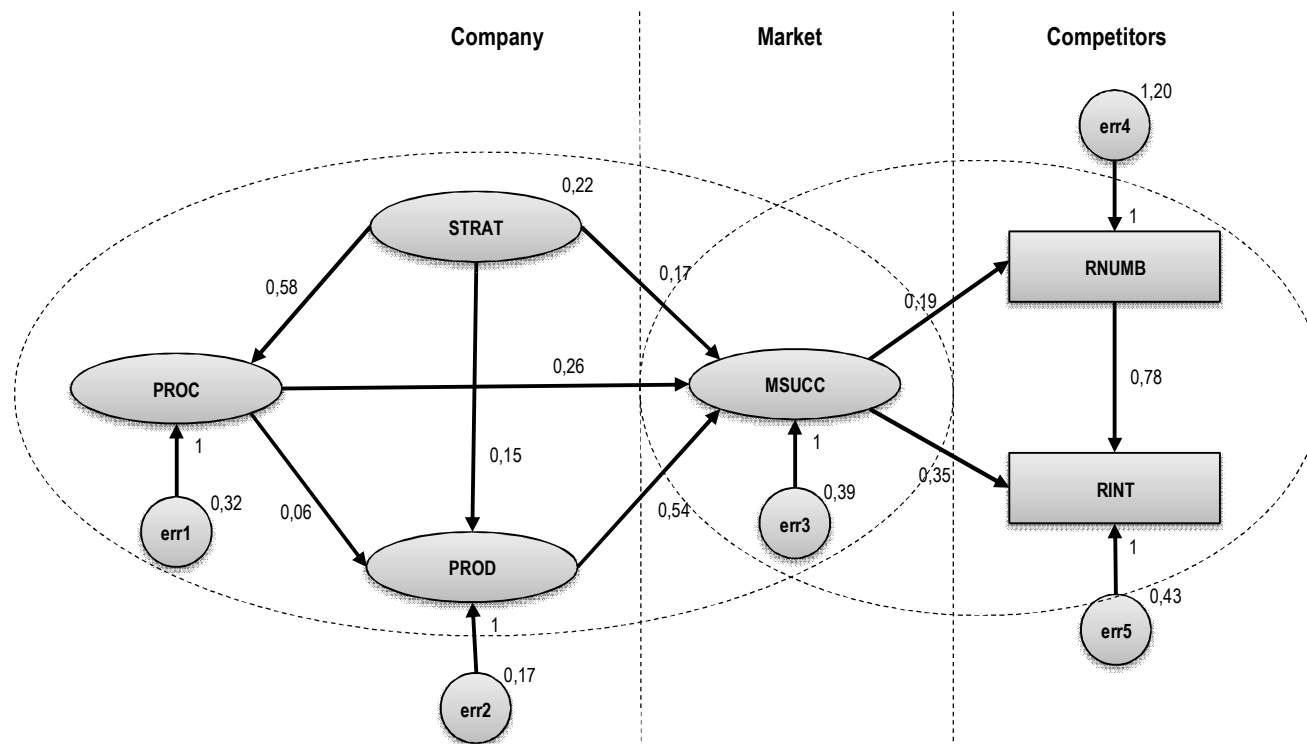 Company
Market
Competitors
1,20
err4
1
0,22
STRAT
RNUMB
0,58
0,17
0,19
0,26
PROC
MSUCC
0,78
1
0,15
1
0,35
RINT
0,32
err1
0,06
0,54
0,39
err3
PROD
1
1
0,43
err5
0,17
err2